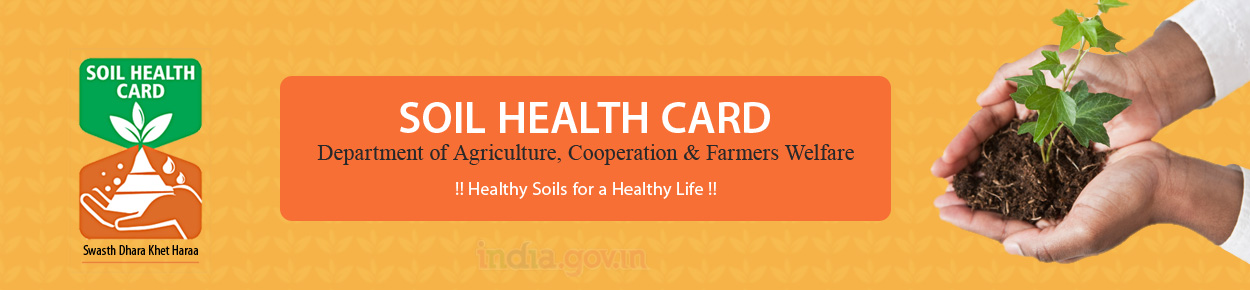 SOIL HEALTH
CARD
Swasth Dhara Khet Haraa
SOIL HEALTH CARD
Department of Agriculture, Cooperation & Farmers Welfare
!! Healthy Soils for a Healthy Life !!
india.gov.in